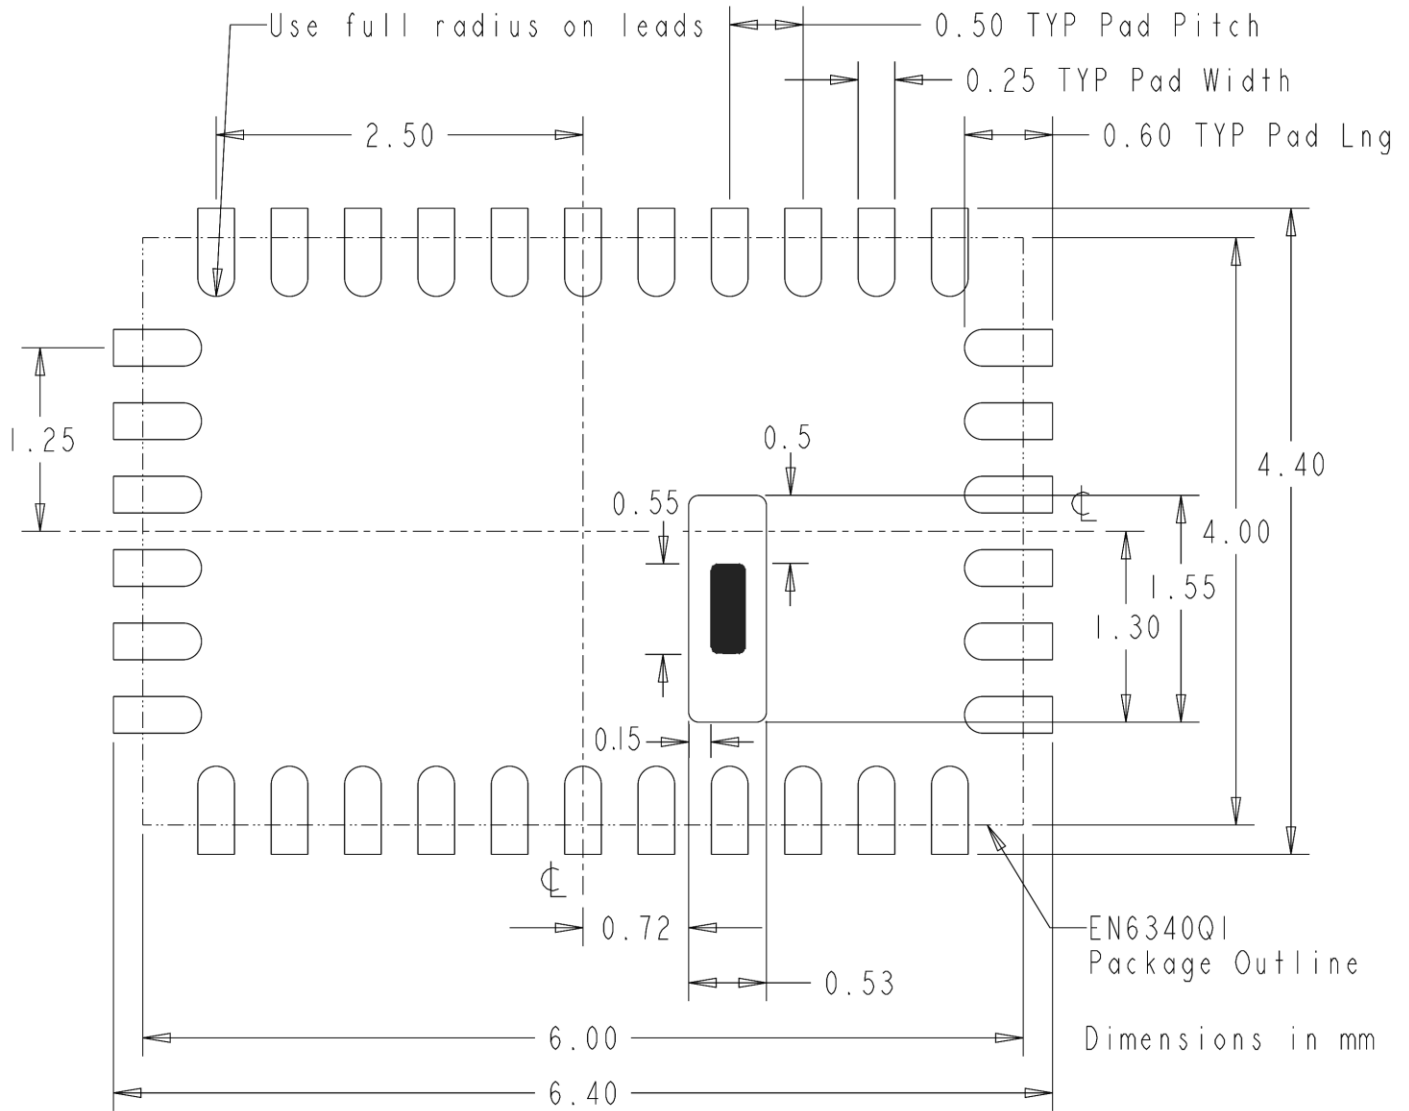 Use full radius on leads
0.50 TYP Pad Pitch
0.25 TYP Pad Width
2.50
0.60 TYP Pad Lng
1.25
0.5
0.55
4.40
℄
4.00
1.55
1.30
0.15
℄
0.72
EN6340QI
Package Outline
0.53
6.00
Dimensions in mm
6.40